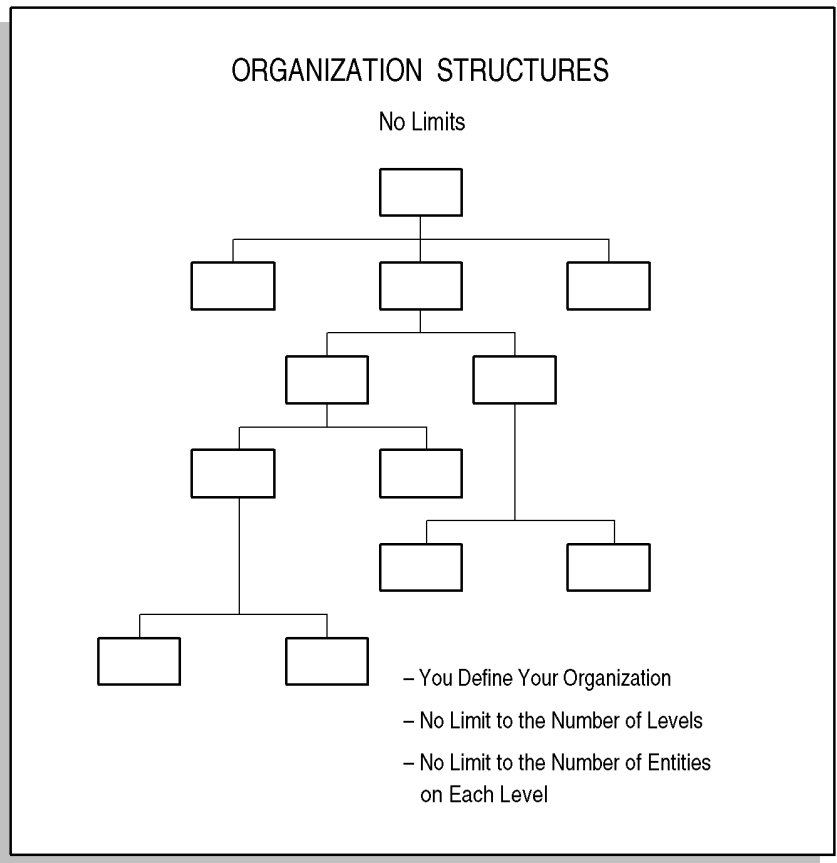 ORGANIZATION STRUCTURES
No Limits
– You Define Your Organization
– No Limit to the Number of Levels
– No Limit to the Number of Entities
on Each Level